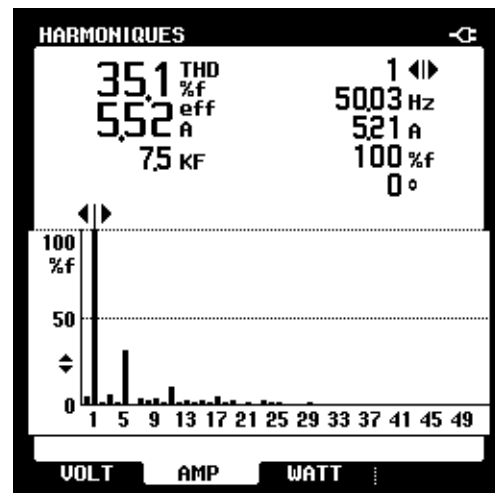 HARMONIQUES
35,1 THD %f
5,52 eff A
7,5 KF
1
50,03 Hz
5,21 A
100 %f
0 °
100
%f
50
0
1 5 9 13 17 21 25 29 33 37 41 45 49
VOLT AMP WATT